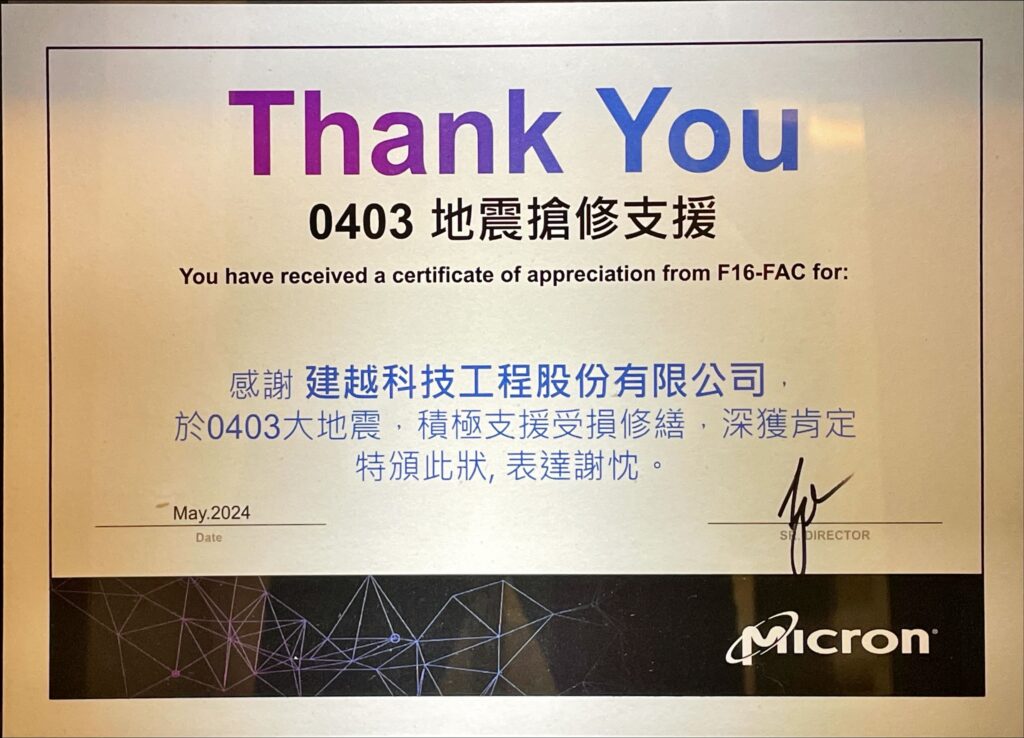 Thank You
0403 地震搶修支援
You have received a certificate of appreciation from F16-FAC for:
感謝 建越科技工程股份有限公司，
於0403大地震，積極支援受損修繕，深獲肯定
特頒此狀, 表達謝忱。
May.2024
Date
SR. DIRECTOR
Micron®